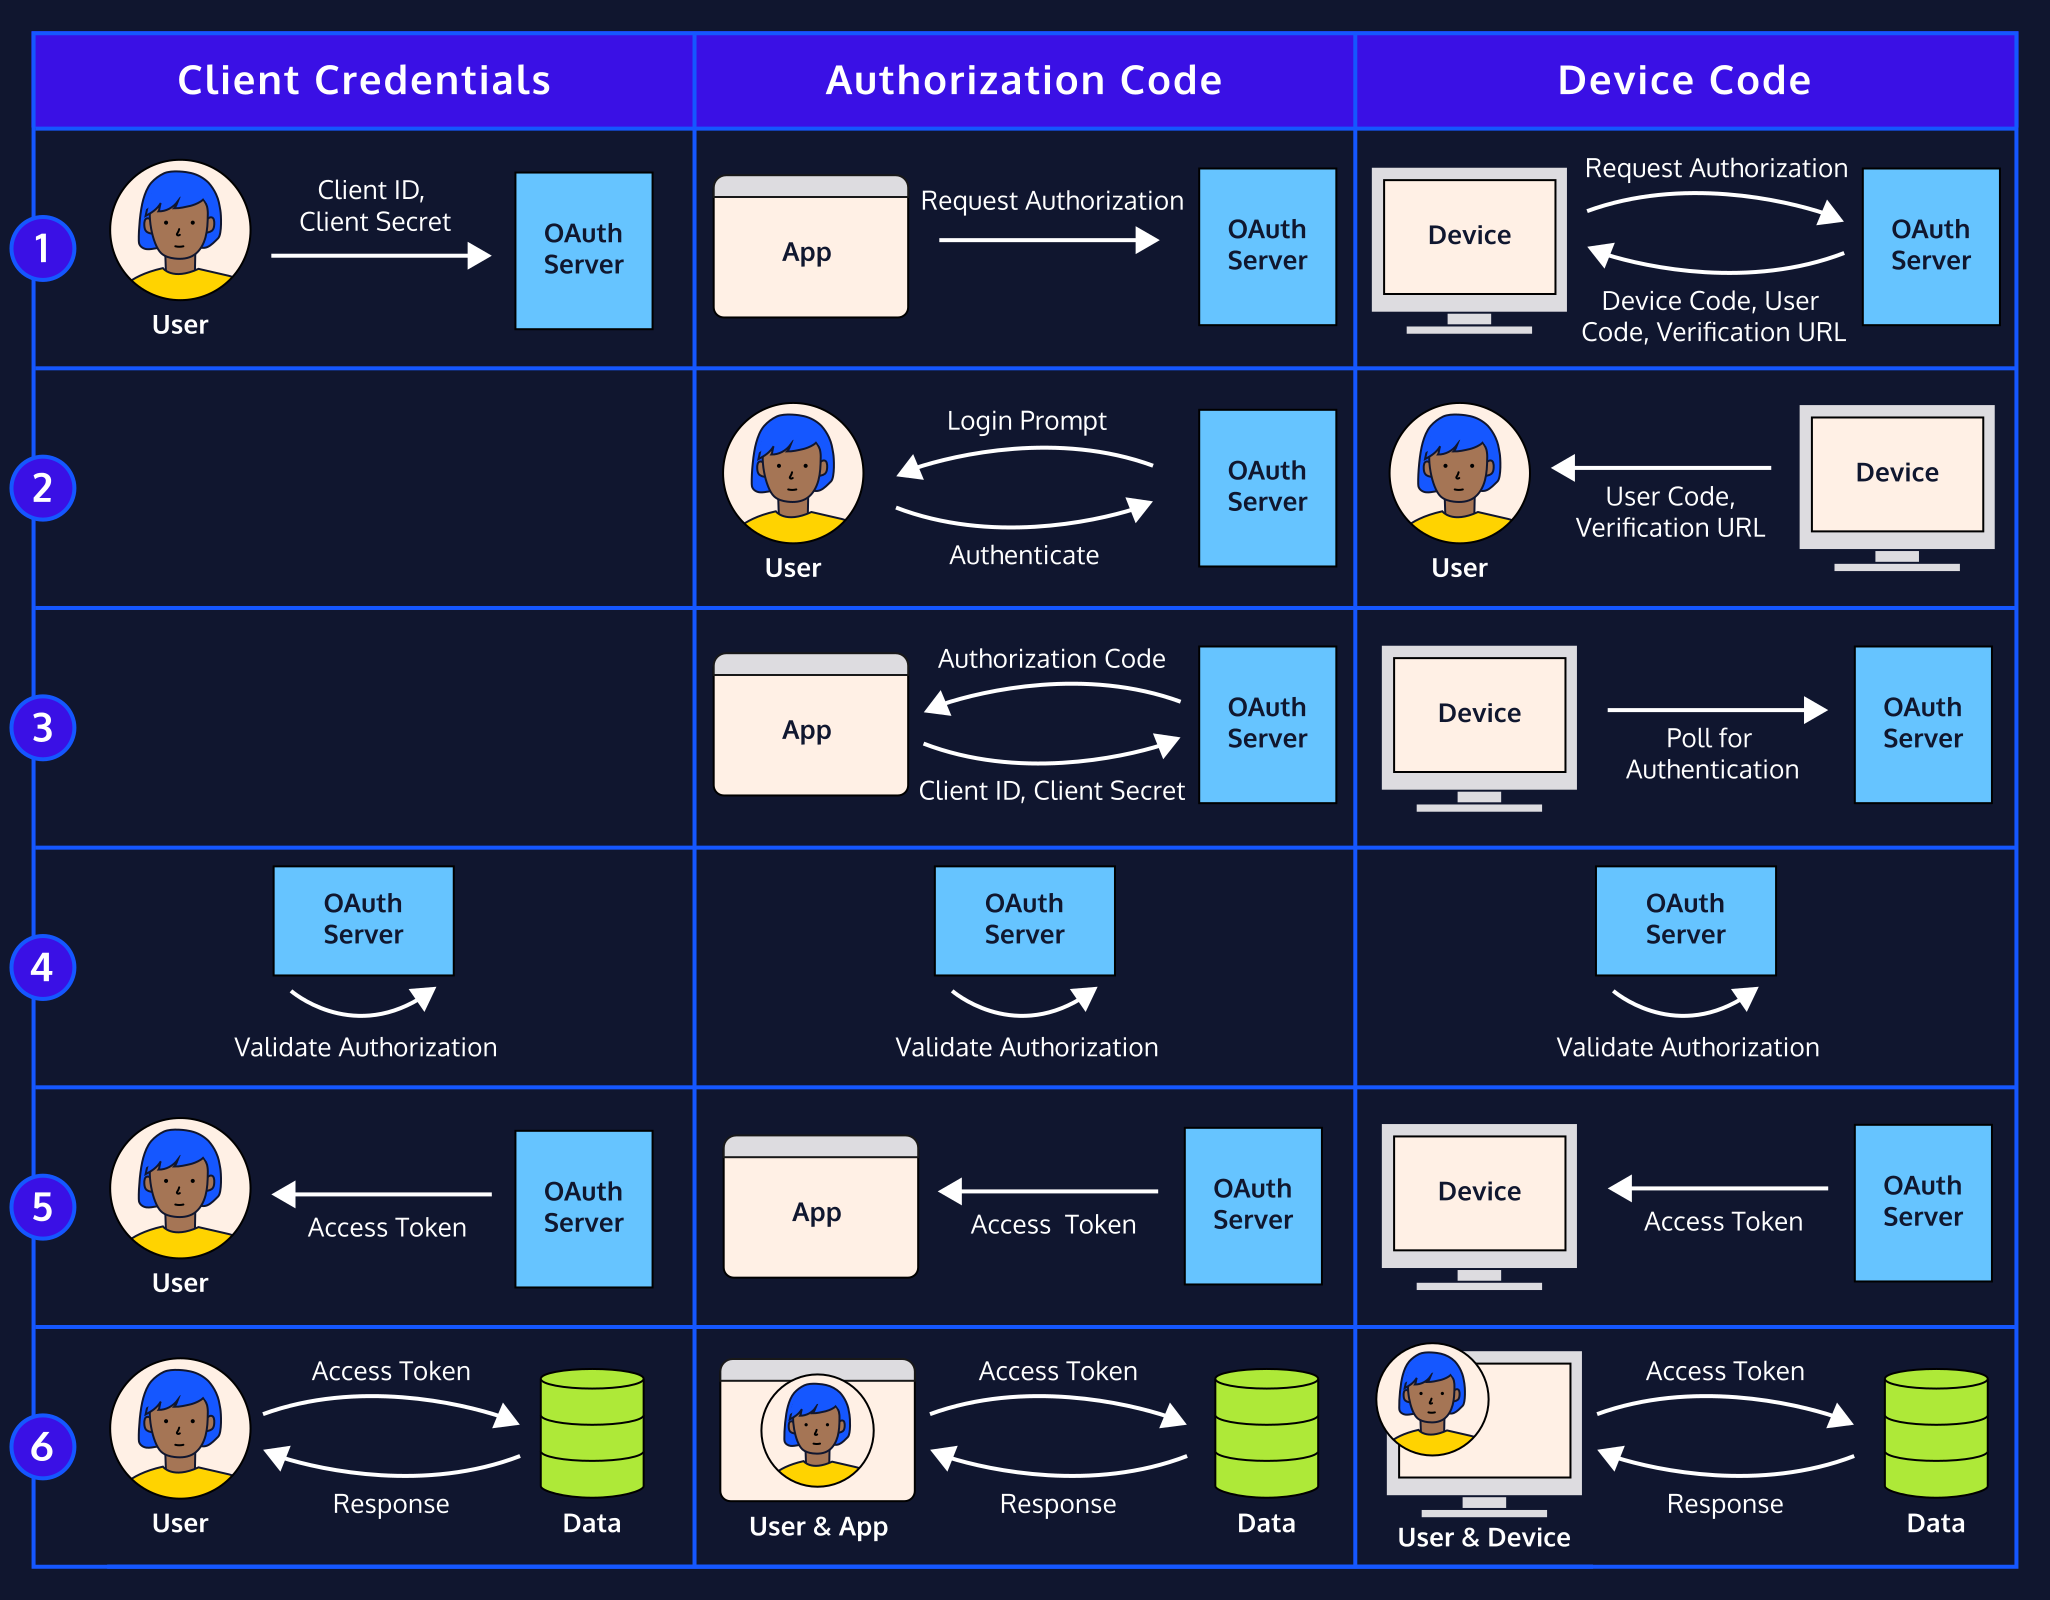 Client Credentials
Authorization Code
Device Code
1
Client ID,
Client Secret
OAuth
Server
User
App
Request Authorization
OAuth
Server
Device
Request Authorization
Device Code, User
Code, Verification URL
OAuth
Server
2
User
Login Prompt
Authenticate
OAuth
Server
User
User Code,
Verification URL
Device
3
App
Authorization Code
Client ID, Client Secret
OAuth
Server
Device
Poll for
Authentication
OAuth
Server
4
OAuth
Server
Validate Authorization
OAuth
Server
Validate Authorization
OAuth
Server
Validate Authorization
5
User
Access Token
OAuth
Server
App
Access  Token
OAuth
Server
Device
Access Token
OAuth
Server
6
User
Access Token
Response
Data
User & App
Access Token
Response
Data
User & Device
Access Token
Response
Data